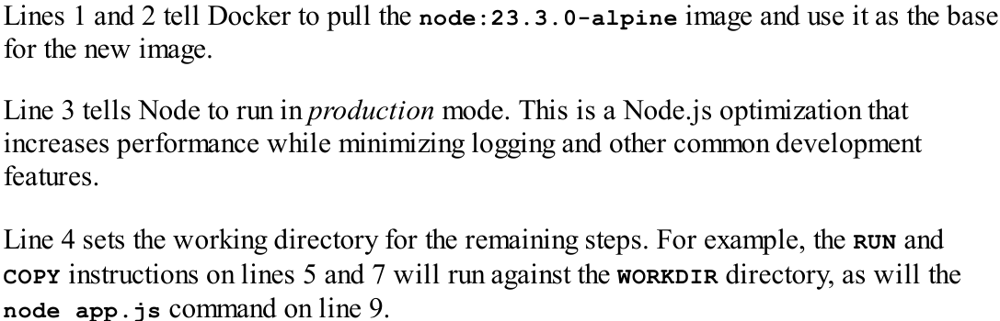 Lines 1 and 2 tell Docker to pull the node:23.3.0-alpine image and use it as the base
for the new image.
Line 3 tells Node to run in production mode. This is a Node.js optimization that
increases performance while minimizing logging and other common development
features.
Line 4 sets the working directory for the remaining steps. For example, the RUN and
COPY instructions on lines 5 and 7 will run against the WORKDIR directory, as will the
node app.js command on line 9.